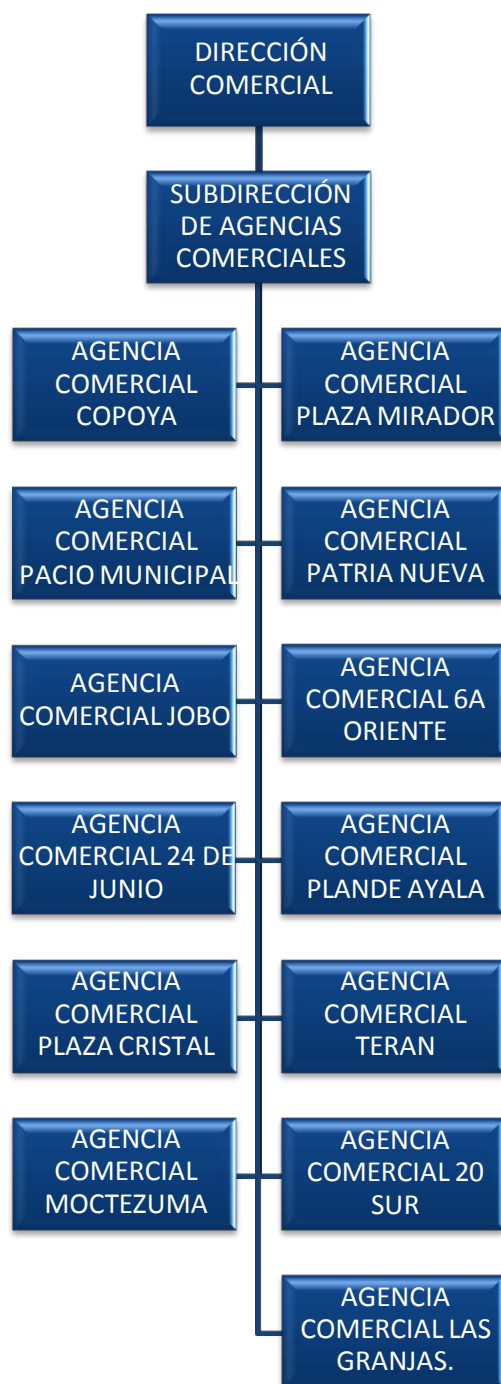 DIRECCIÓN
COMERCIAL
SUBDIRECCIÓN
DE AGENCIAS
COMERCIALES
AGENCIA
COMERCIAL
COPOYA
AGENCIA
COMERCIAL
PLAZA MIRADOR
AGENCIA
COMERCIAL
PACIO MUNICIPAL
AGENCIA
COMERCIAL
PATRIA NUEVA
AGENCIA
COMERCIAL JOBO
AGENCIA
COMERCIAL 6A
ORIENTE
AGENCIA
COMERCIAL 24 DE
JUNIO
AGENCIA
COMERCIAL
PLANDE AYALA
AGENCIA
COMERCIAL
PLAZA CRISTAL
AGENCIA
COMERCIAL
TERAN
AGENCIA
COMERCIAL
MOCTEZUMA
AGENCIA
COMERCIAL 20
SUR
AGENCIA
COMERCIAL LAS
GRANJAS.